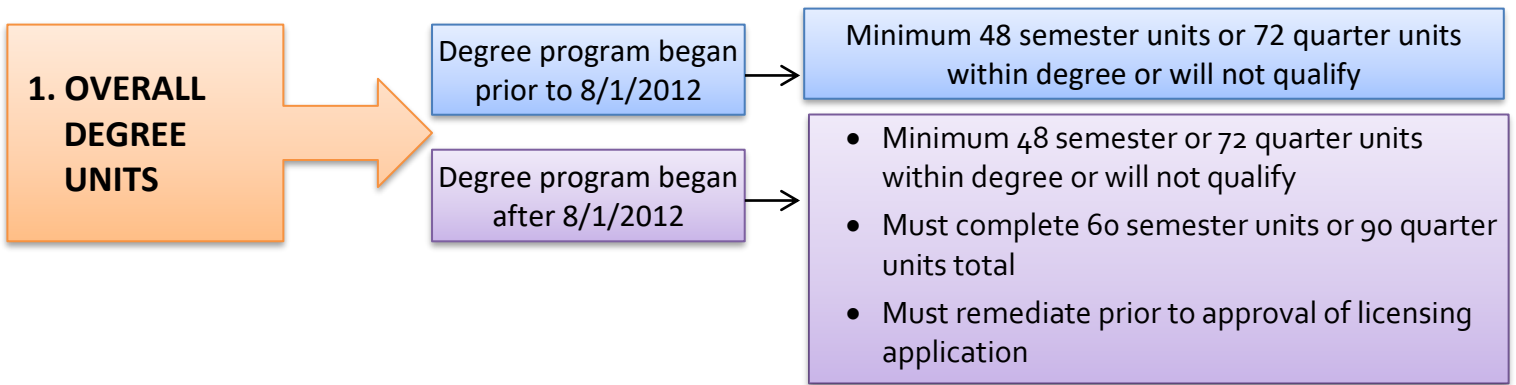 1. OVERALL
DEGREE
UNITS
Degree program began
prior to 8/1/2012
Minimum 48 semester units or 72 quarter units
within degree or will not qualify
Degree program began
after 8/1/2012
• Minimum 48 semester or 72 quarter units
within degree or will not qualify
• Must complete 60 semester units or 90 quarter
units total
• Must remediate prior to approval of licensing
application